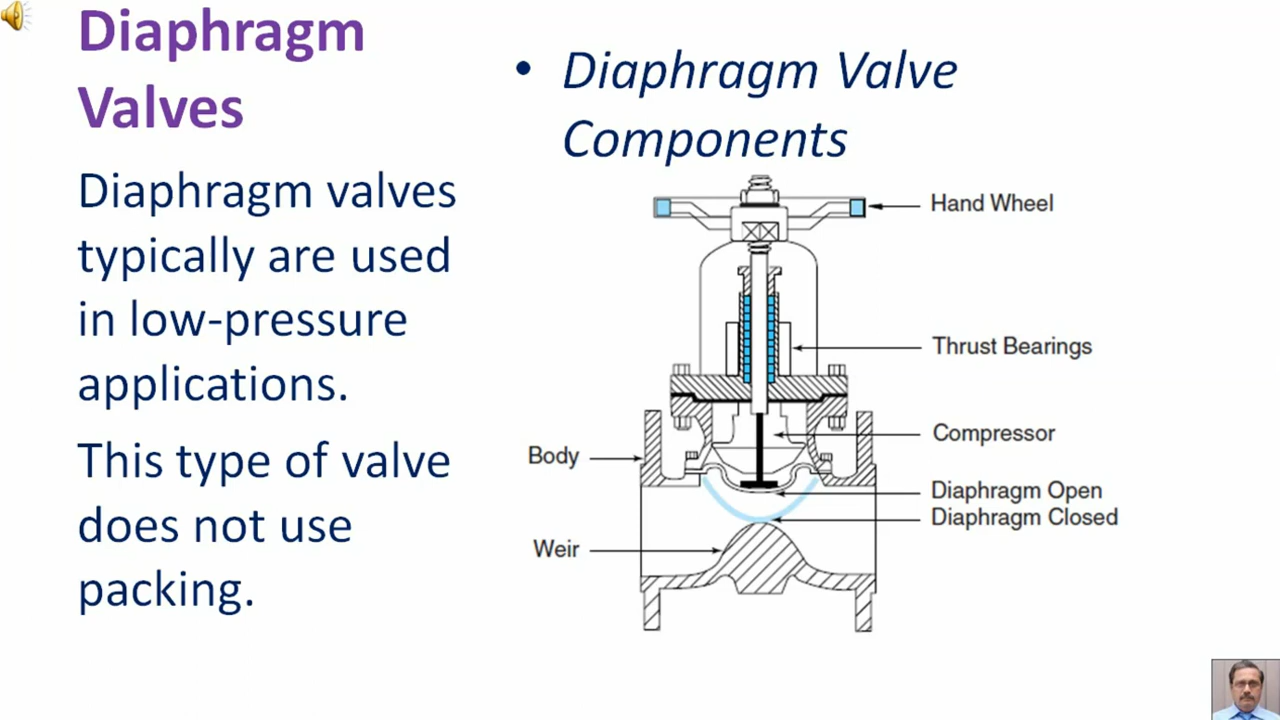 Diaphragm
Valves
Diaphragm valves
typically are used
in low-pressure
applications.
This type of valve
does not use
packing.
• Diaphragm Valve
Components
Hand Wheel
Thrust Bearings
Compressor
Body
Diaphragm Open
Diaphragm Closed
Weir